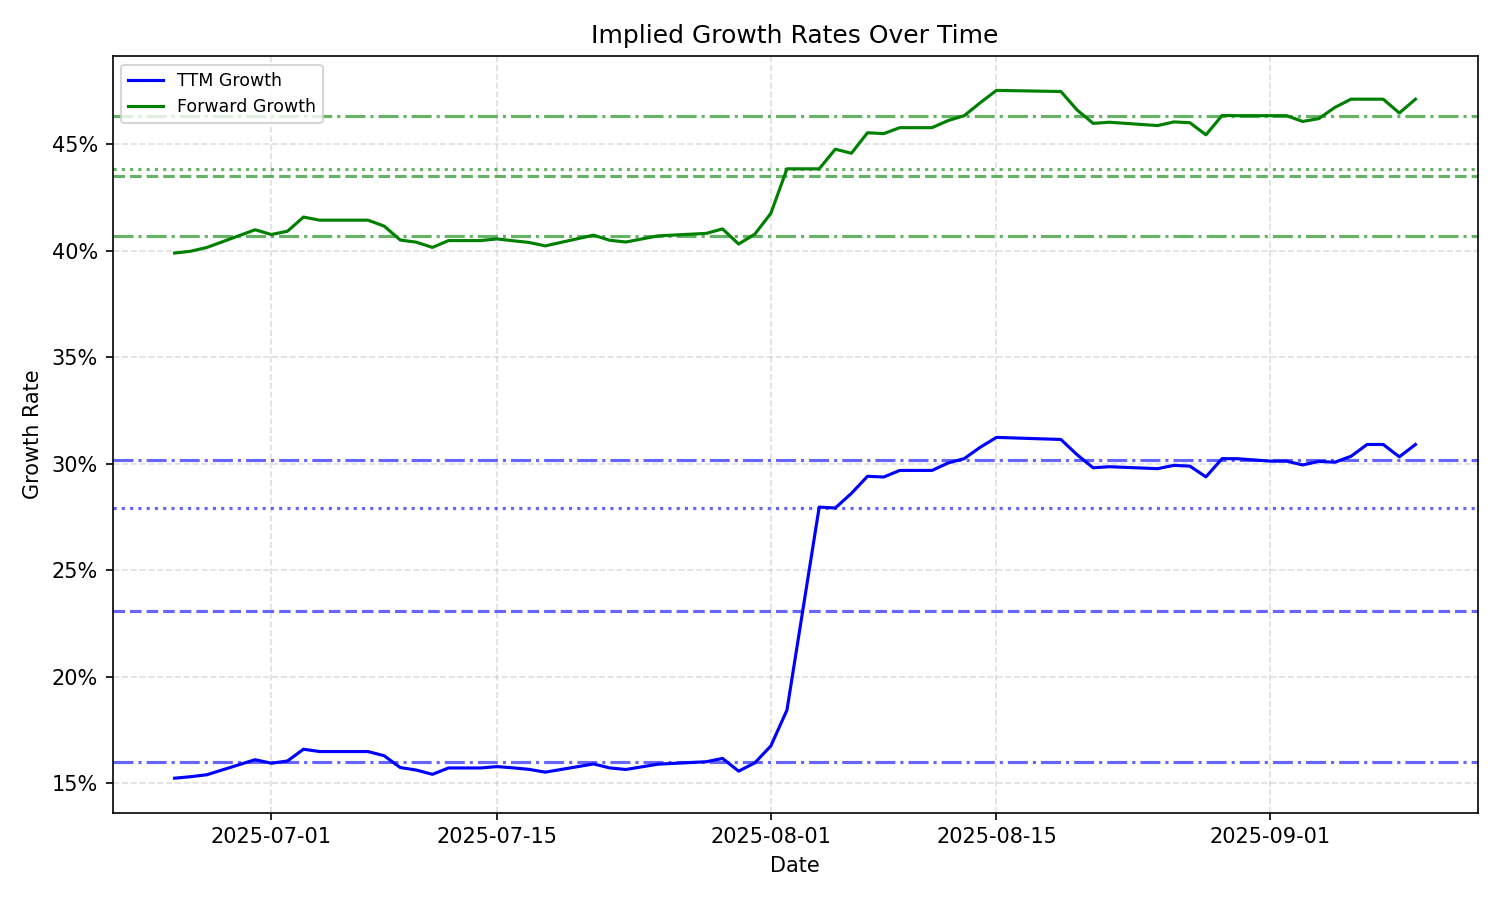 Implied Growth Rates Over Time
TTM Growth
Forward Growth
45%
40%
35%
30%
25%
20%
15%
Growth Rate
2025-07-01
2025-07-15
2025-08-01
2025-08-15
2025-09-01
Date